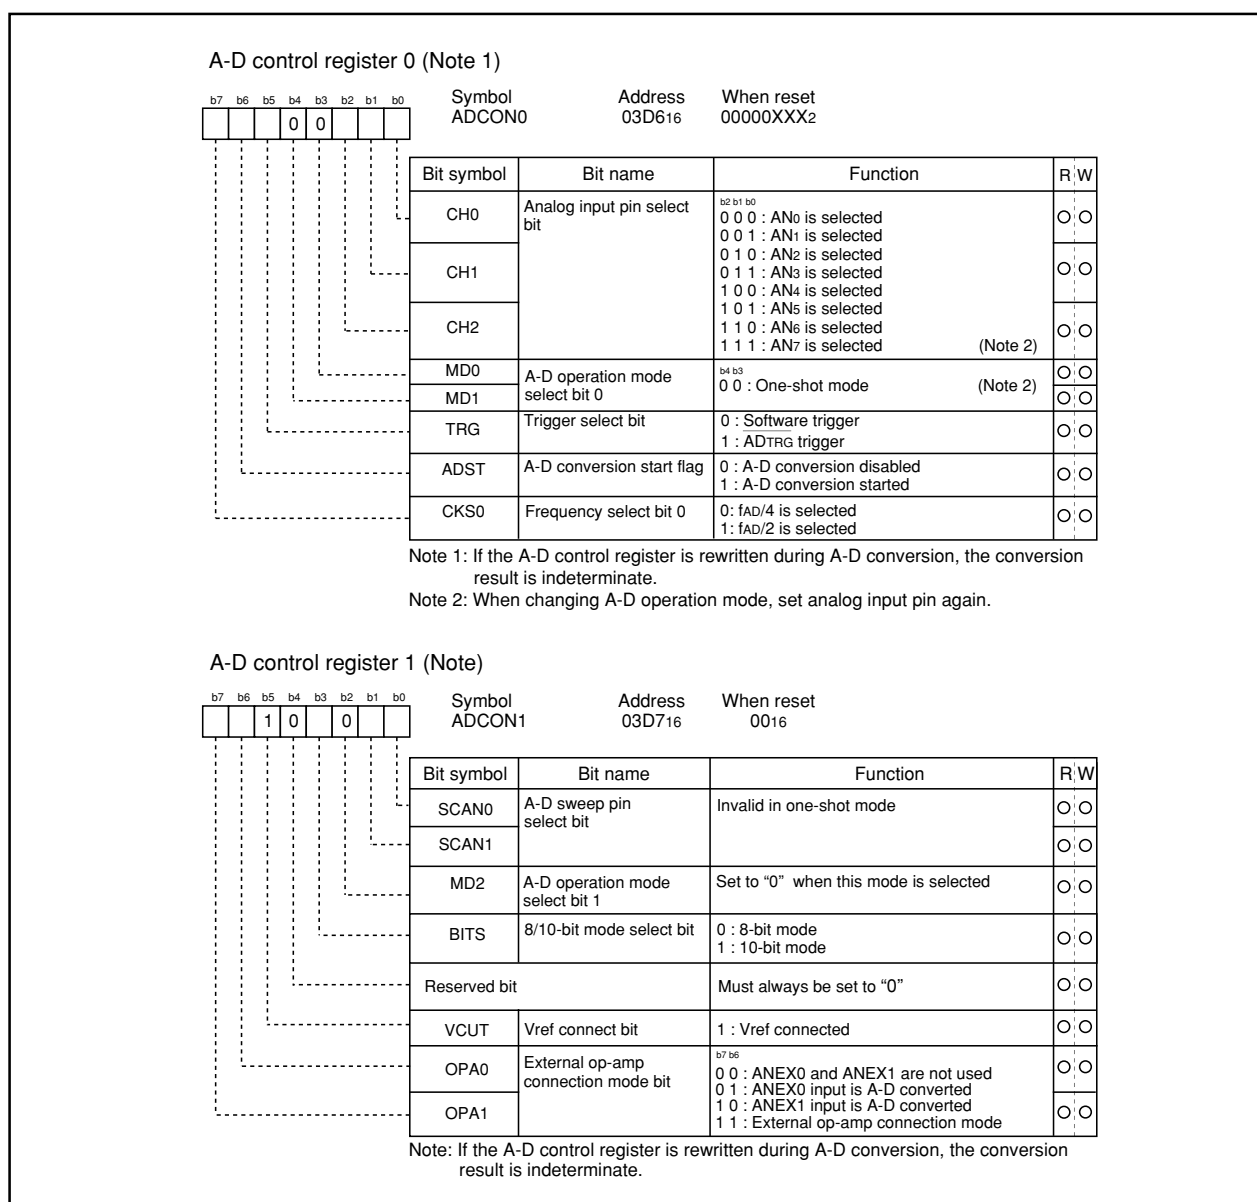 A-D control register 0 (Note 1)
b7 b6 b5 b4 b3 b2 b1 b0
0 0
Symbol Address When reset
ADCON0 03D616 00000XXX2
Bit symbol Bit name Function R W
CH0 Analog input pin select bit
b2 b1 b0
0 0 0 : AN0 is selected
0 0 1 : AN1 is selected
0 1 0 : AN2 is selected
CH1
0 1 1 : AN3 is selected
1 0 0 : AN4 is selected
1 0 1 : AN5 is selected
CH2
1 1 0 : AN6 is selected
1 1 1 : AN7 is selected (Note 2)
MD0 A-D operation mode
select bit 0
b4 b3
0 0 : One-shot mode (Note 2)
MD1
TRG Trigger select bit 0 : Software trigger
1 : ADTRG trigger
ADST A-D conversion start flag 0 : A-D conversion disabled
1 : A-D conversion started
CKS0 Frequency select bit 0 0: fAD/4 is selected
1: fAD/2 is selected
Note 1: If the A-D control register is rewritten during A-D conversion, the conversion
result is indeterminate.
Note 2: When changing A-D operation mode, set analog input pin again.
A-D control register 1 (Note)
b7 b6 b5 b4 b3 b2 b1 b0
1 0 0
Symbol Address When reset
ADCON1 03D716 0016
Bit symbol Bit name Function R W
SCAN0 A-D sweep pin
select bit
Invalid in one-shot mode
SCAN1
MD2 A-D operation mode
select bit 1
Set to “0” when this mode is selected
BITS 8/10-bit mode select bit 0 : 8-bit mode
1 : 10-bit mode
Reserved bit Must always be set to “0”
VCUT Vref connect bit 1 : Vref connected
OPA0 External op-amp
connection mode bit
b7 b6
0 0 : ANEX0 and ANEX1 are not used
0 1 : ANEX0 input is A-D converted
OPA1
1 0 : ANEX1 input is A-D converted
1 1 : External op-amp connection mode
Note: If the A-D control register is rewritten during A-D conversion, the conversion
result is indeterminate.